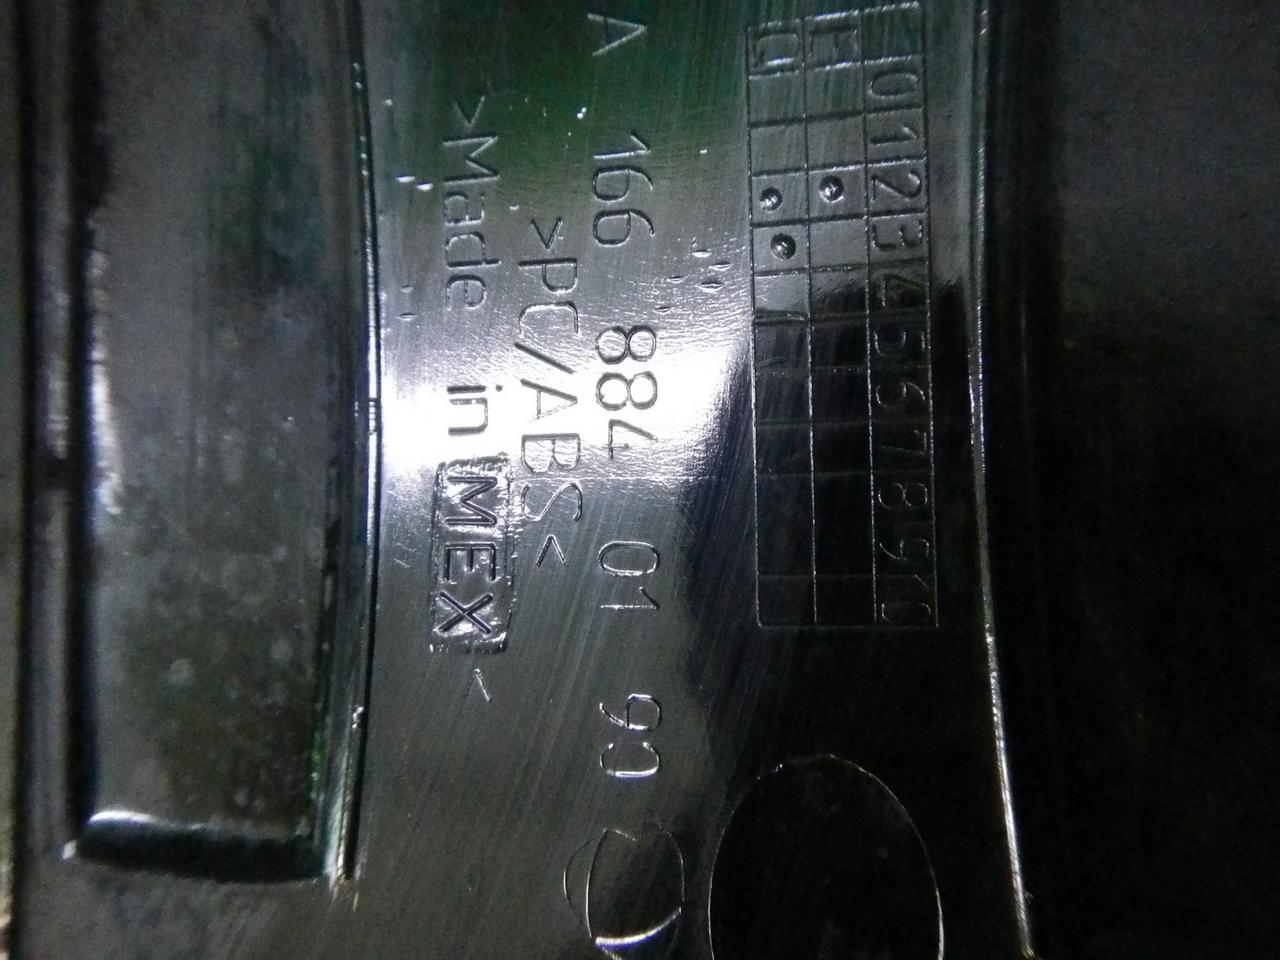 0 1 2 3 4 5 6 7 8 9 10
H
A 166 884 01 90
>PC/ABS<
>Made in MEX<